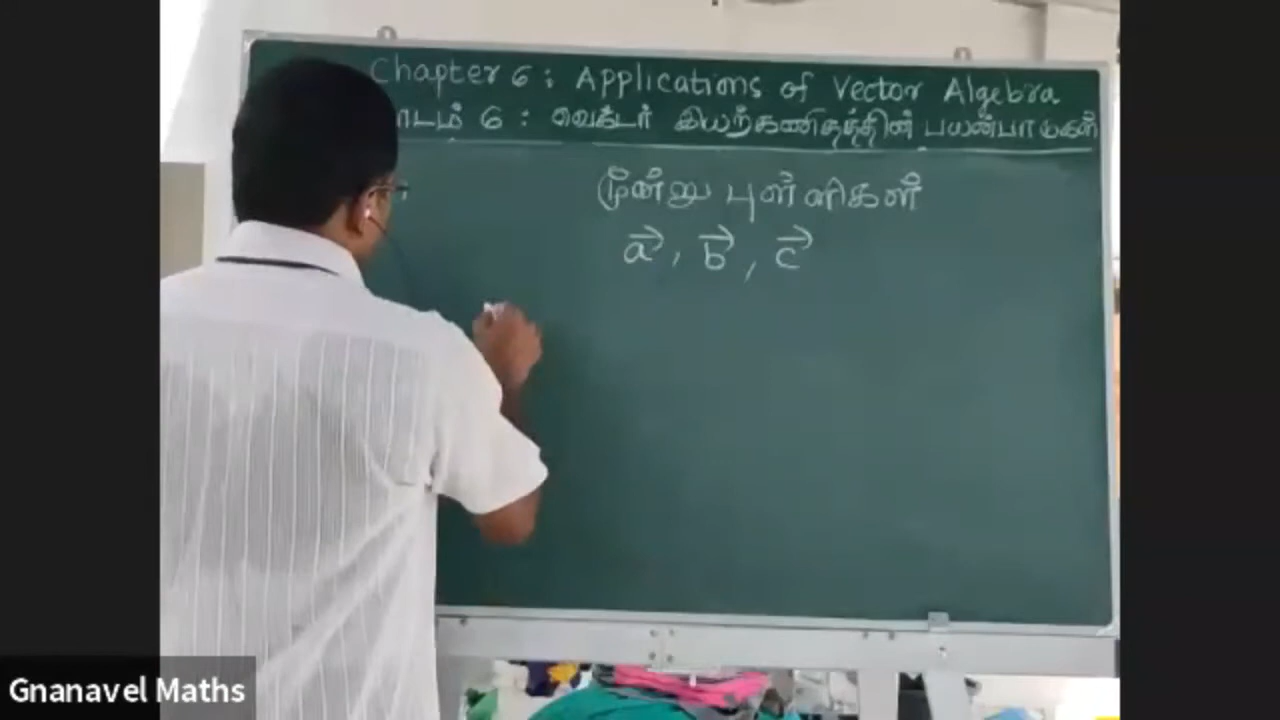 Chapter 6 : Applications of Vector Algebra
பாடம் 6 : வெக்டர் இயற்கணிதத்தின் பயன்பாடுகள்
மூன்று புள்ளிகள்
a⃗ , b⃗ , c⃗
Gnanavel Maths